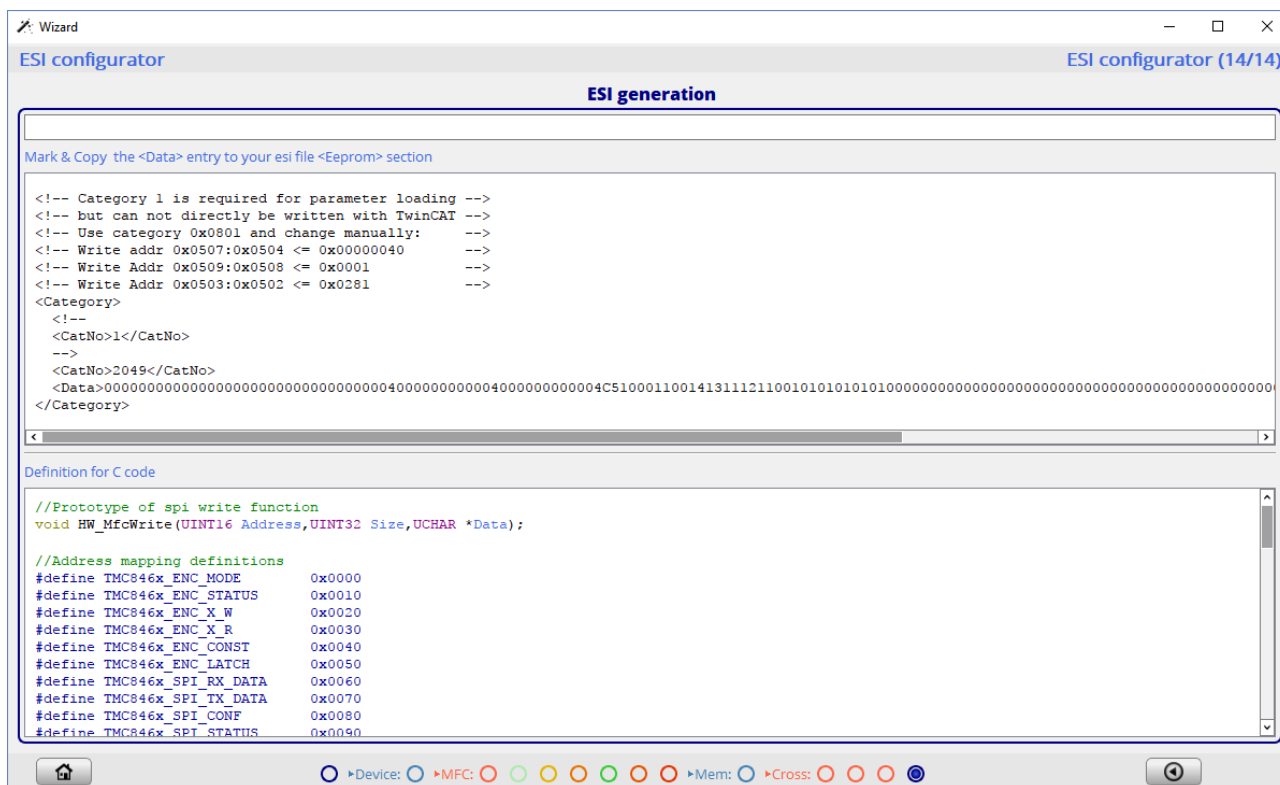 Wizard
ESI configurator
ESI configurator (14/14)
ESI generation
Mark & Copy the <Data> entry to your esi file <Eeprom> section
<!-- Category 1 is required for parameter loading -->
<!-- but can not directly be written with TwinCAT -->
<!-- Use category 0x0801 and change manually:     -->
<!-- Write addr 0x0507:0x0504 <= 0x00000040       -->
<!-- Write Addr 0x0509:0x0508 <= 0x0001           -->
<!-- Write Addr 0x0503:0x0502 <= 0x0281           -->
<Category>
  <!--
  <CatNo>1</CatNo>
  -->
  <CatNo>2049</CatNo>
  <Data>
</Category>
Definition for C code
//Prototype of spi write function
void HW_MfcWrite(UINT16 Address,UINT32 Size,UCHAR *Data);
//Address mapping definitions
#define TMC846x_ENC_MODE        0x0000
#define TMC846x_ENC_STATUS      0x0010
#define TMC846x_ENC_X_W         0x0020
#define TMC846x_ENC_X_R         0x0030
#define TMC846x_ENC_CONST       0x0040
#define TMC846x_ENC_LATCH       0x0050
#define TMC846x_SPI_RX_DATA     0x0060
#define TMC846x_SPI_TX_DATA     0x0070
#define TMC846x_SPI_CONF        0x0080
#define TMC846x_SPI_STATUS      0x0090
Device: MFC: Mem: Cross: